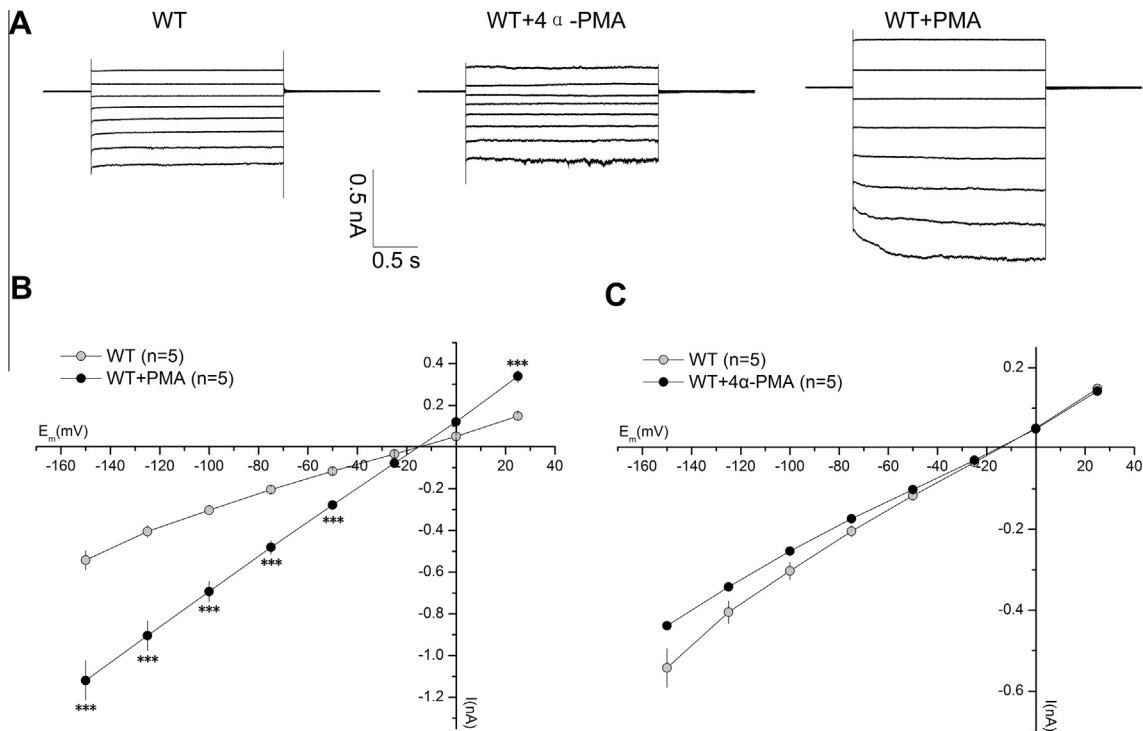 A
WT
WT+4α-PMA
WT+PMA
0.5 nA
0.5 s
B
WT (n=5)
WT+PMA (n=5)
Em(mV)
-160 -140 -120 -100 -80 -60 -40 -20 0 20 40
0.4
0.2
-0.2
-0.4
-0.6
-0.8
-1.0
-1.2
I(nA)
***
***
***
***
***
***
C
WT (n=5)
WT+4α-PMA (n=5)
Em(mV)
-160 -140 -120 -100 -80 -60 -40 -20 0 20 40
0.2
-0.2
-0.4
-0.6
I(nA)